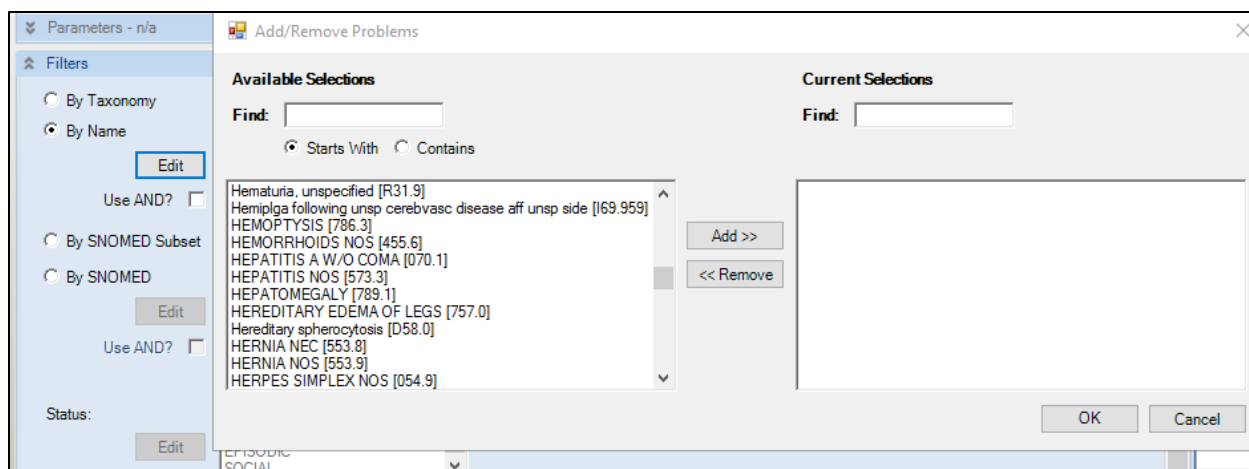 Parameters - n/a
Filters
By Taxonomy
By Name
Edit
Use AND?
By SNOMED Subset
By SNOMED
Edit
Use AND?
Status:
Edit
Add/Remove Problems
Available Selections
Find:
Starts With Contains
Hematuria, unspecified [R31.9]
Hemiplga following unsp cerebvasc disease aff unsp side [I69.959]
HEMOPTYSIS [786.3]
HEMORRHOIDS NOS [455.6]
HEPATITIS A W/O COMA [070.1]
HEPATITIS NOS [573.3]
HEPATOMEGALY [789.1]
HEREDITARY EDEMA OF LEGS [757.0]
Hereditary spherocytosis [D58.0]
HERNIA NEC [553.8]
HERNIA NOS [553.9]
HERPES SIMPLEX NOS [054.9]
Add >>
<< Remove
Current Selections
Find:
OK Cancel
EPISODIC
SOCIAL